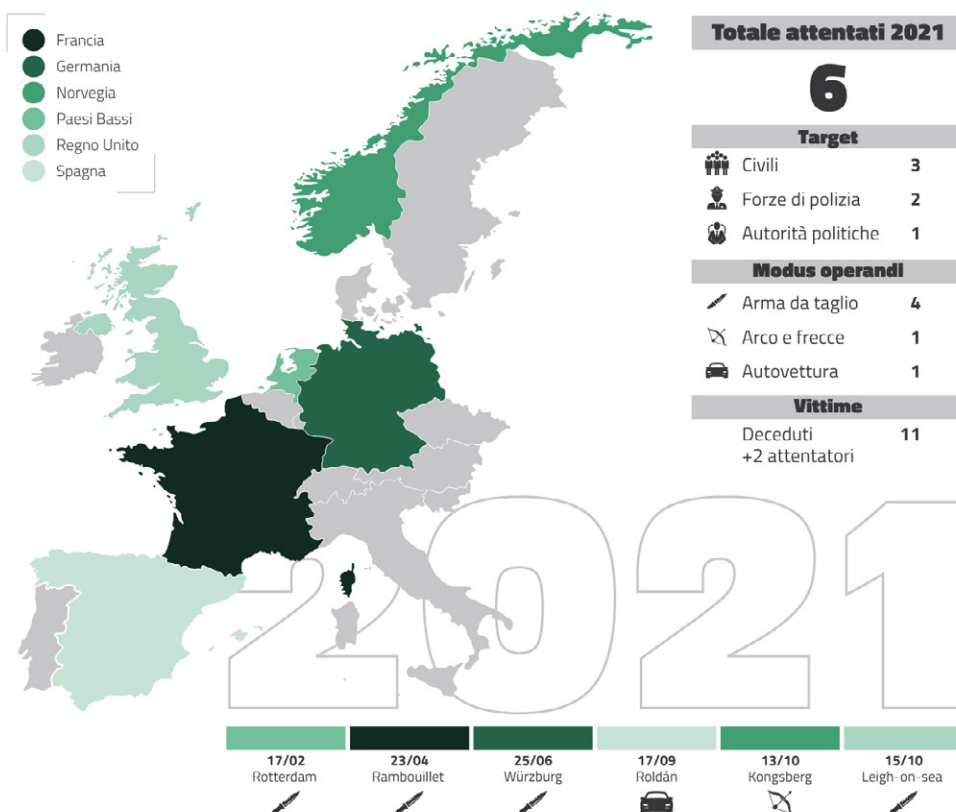 Francia
Germania
Norvegia
Paesi Bassi
Regno Unito
Spagna
Totale attentati 2021
6
Target
Civili 3
Forze di polizia 2
Autorità politiche 1
Modus operandi
Arma da taglio 4
Arco e frecce 1
Autovettura 1
Vittime
Deceduti 11
+2 attentatori
2021
17/02
Rotterdam
23/04
Rambouillet
25/06
Würzburg
17/09
Roldán
13/10
Kongsberg
15/10
Leigh-on-sea